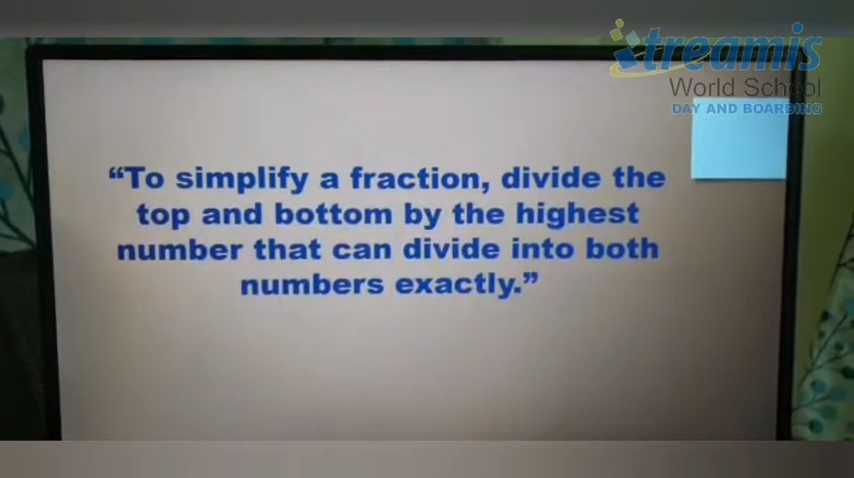 Streamis
World School
DAY AND BOARDING
“To simplify a fraction, divide the
top and bottom by the highest
number that can divide into both
numbers exactly.”